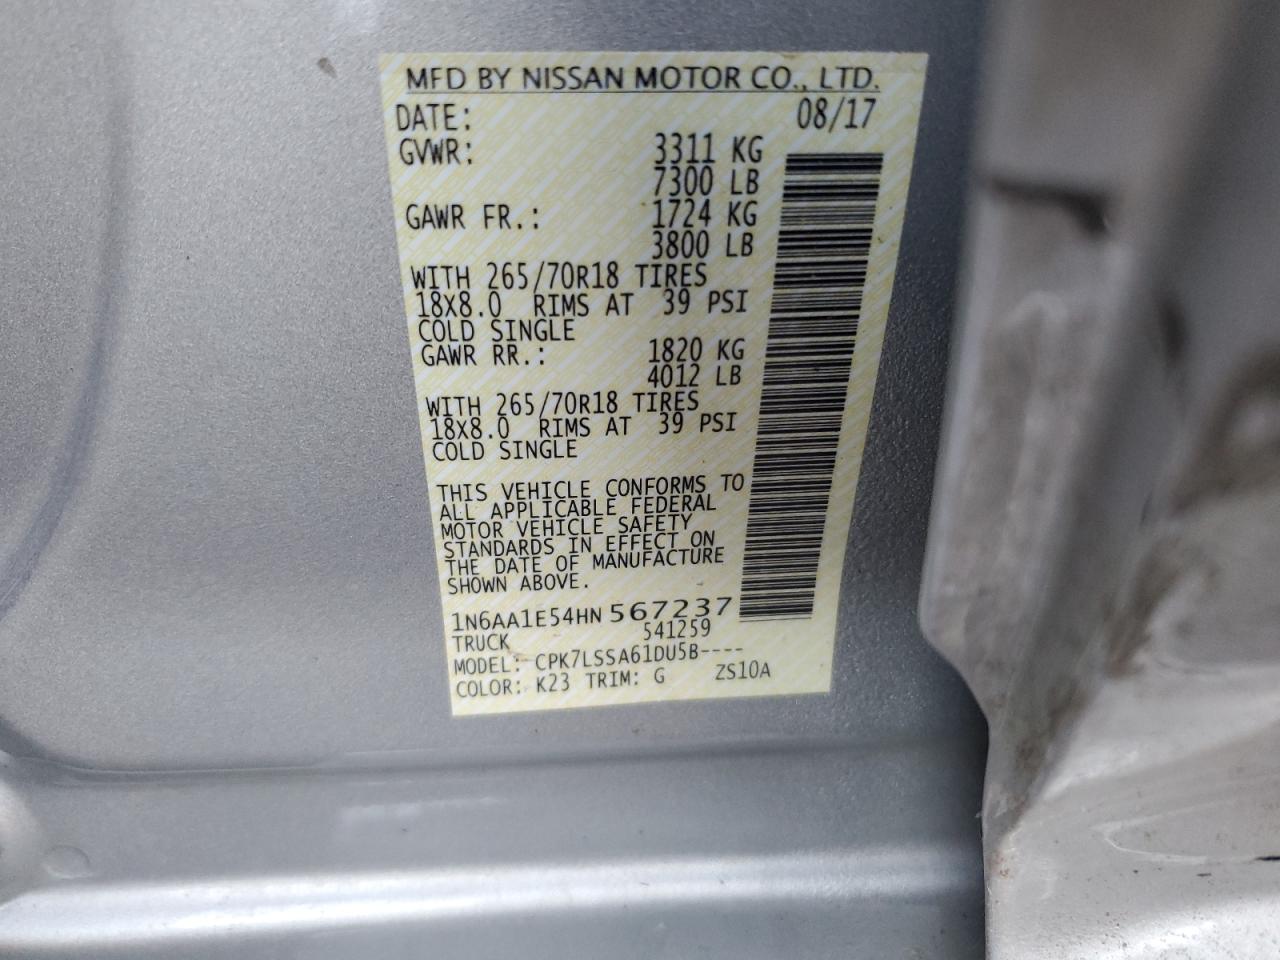 MFD BY NISSAN MOTOR CO., LTD.
DATE: 08/17
GVWR: 3311 KG
7300 LB
GAWR FR.: 1724 KG
3800 LB
WITH 265/70R18 TIRES
18X8.0 RIMS AT 39 PSI
COLD SINGLE
GAWR RR.: 1820 KG
4012 LB
WITH 265/70R18 TIRES
18X8.0 RIMS AT 39 PSI
COLD SINGLE
THIS VEHICLE CONFORMS TO
ALL APPLICABLE FEDERAL
MOTOR VEHICLE SAFETY
STANDARDS IN EFFECT ON
THE DATE OF MANUFACTURE
SHOWN ABOVE.
1N6AA1E54HN 567237
TRUCK 541259
MODEL: CPK7LSSA61DU5B----
COLOR: K23 TRIM: G ZS10A